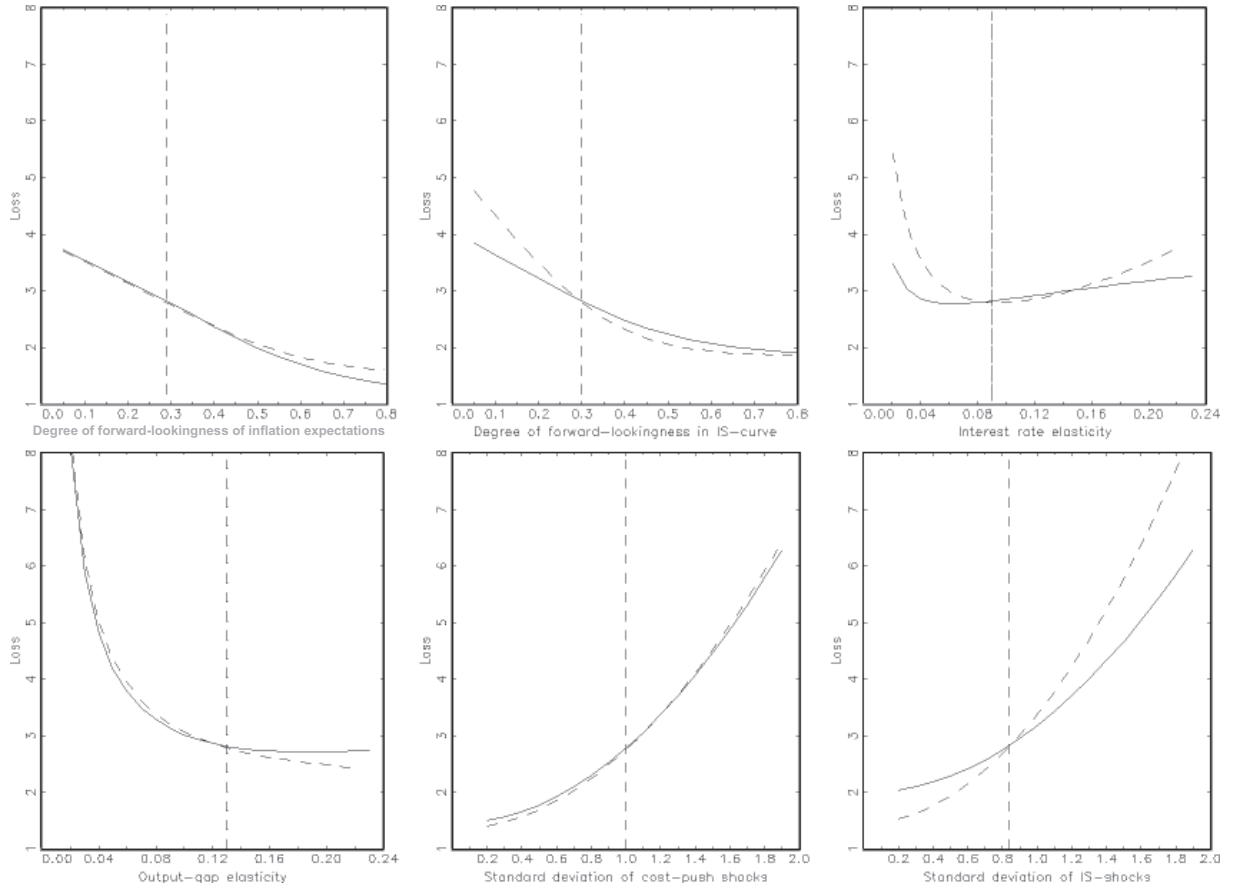 8 8 8
7 7 7
6 6 6
5 5 5
Loss Loss Loss
4 4 4
3 3 3
2 2 2
1 1 1
0.0 0.1 0.2 0.3 0.4 0.5 0.6 0.7 0.8 0.0 0.1 0.2 0.3 0.4 0.5 0.6 0.7 0.8 0.00 0.04 0.08 0.12 0.16 0.20 0.24
Degree of forward-lookingness of inflation expectations Degree of forward-lookingness in IS-curve Interest rate elasticity
8 8 8
7 7 7
6 6 6
5 5 5
Loss Loss Loss
4 4 4
3 3 3
2 2 2
1 1 1
0.00 0.04 0.08 0.12 0.16 0.20 0.24 0.2 0.4 0.6 0.8 1.0 1.2 1.4 1.6 1.8 2.0 0.2 0.4 0.6 0.8 1.0 1.2 1.4 1.6 1.8 2.0
Output-gap elasticity Standard deviation of cost-push shocks Standard deviation of IS-shocks